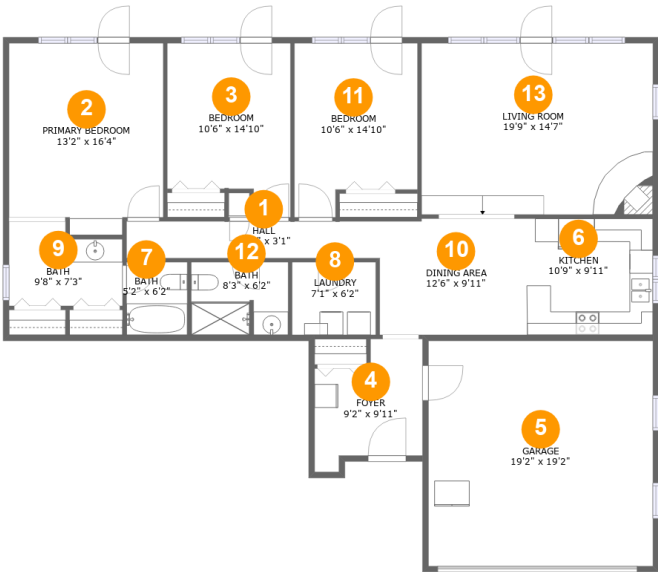 2
PRIMARY BEDROOM
13'2" x 16'4"
3
BEDROOM
10'6" x 14'10"
11
BEDROOM
10'6" x 14'10"
13
LIVING ROOM
19'9" x 14'7"
1
HALL
x 3'1"
9
BATH
9'8" x 7'3"
7
BATH
5'2" x 6'2"
12
BATH
8'3" x 6'2"
8
LAUNDRY
7'1" x 6'2"
10
DINING AREA
12'6" x 9'11"
6
KITCHEN
10'9" x 9'11"
4
FOYER
9'2" x 9'11"
5
GARAGE
19'2" x 19'2"